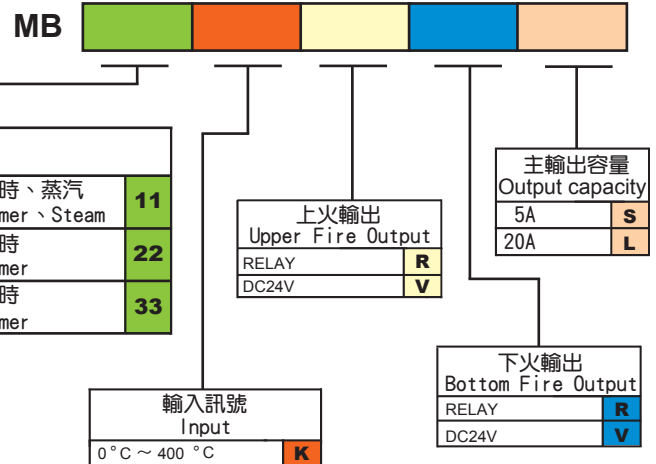 MB
時、蒸汽
mer、Steam
11
時
mer
22
時
mer
33
上火輸出
Upper Fire Output
RELAY R
DC24V V
主輸出容量
Output capacity
5A S
20A L
輸入訊號
Input
0°C ~ 400 °C K
下火輸出
Bottom Fire Output
RELAY R
DC24V V